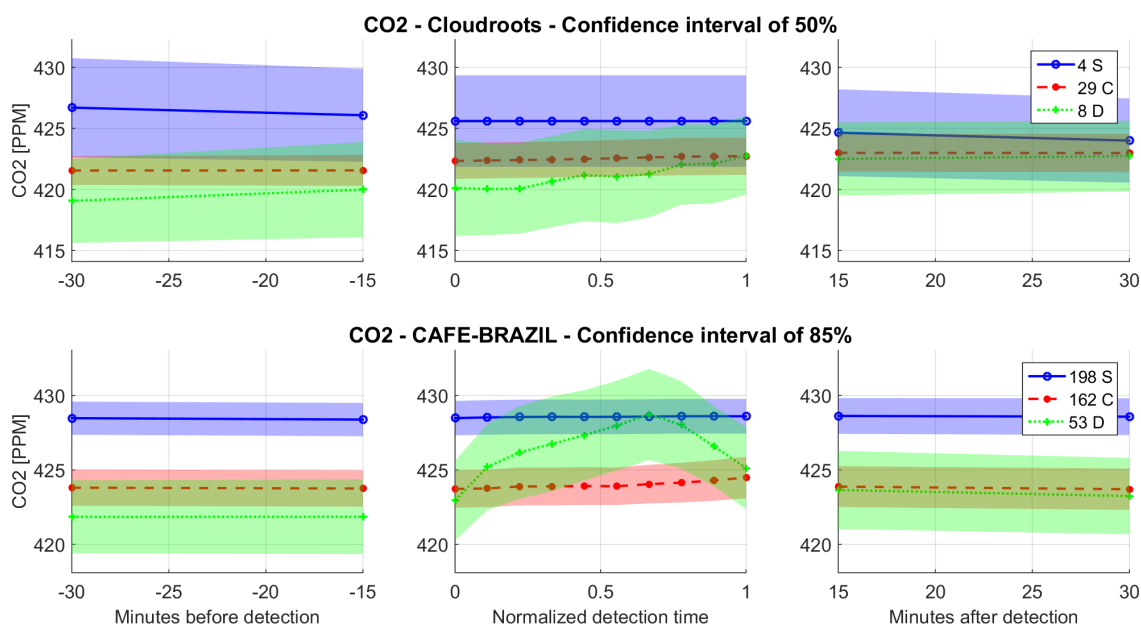 CO2 - Cloudroots - Confidence interval of 50%
CO2 [PPM]
430
425
420
415
-30 -25 -20 -15
430
425
420
415
0 0.5 1
430
425
420
415
15 20 25 30
4 S
29 C
8 D
CO2 - CAFE-BRAZIL - Confidence interval of 85%
CO2 [PPM]
430
425
420
-30 -25 -20 -15
Minutes before detection
430
425
420
0 0.5 1
Normalized detection time
430
425
420
15 20 25 30
Minutes after detection
198 S
162 C
53 D